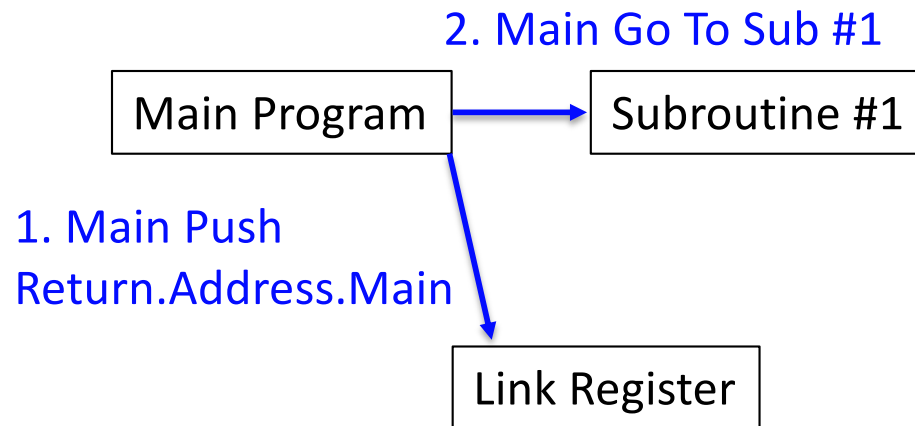 2. Main Go To Sub #1
Main Program
Subroutine #1
1. Main Push
Return.Address.Main
Link Register